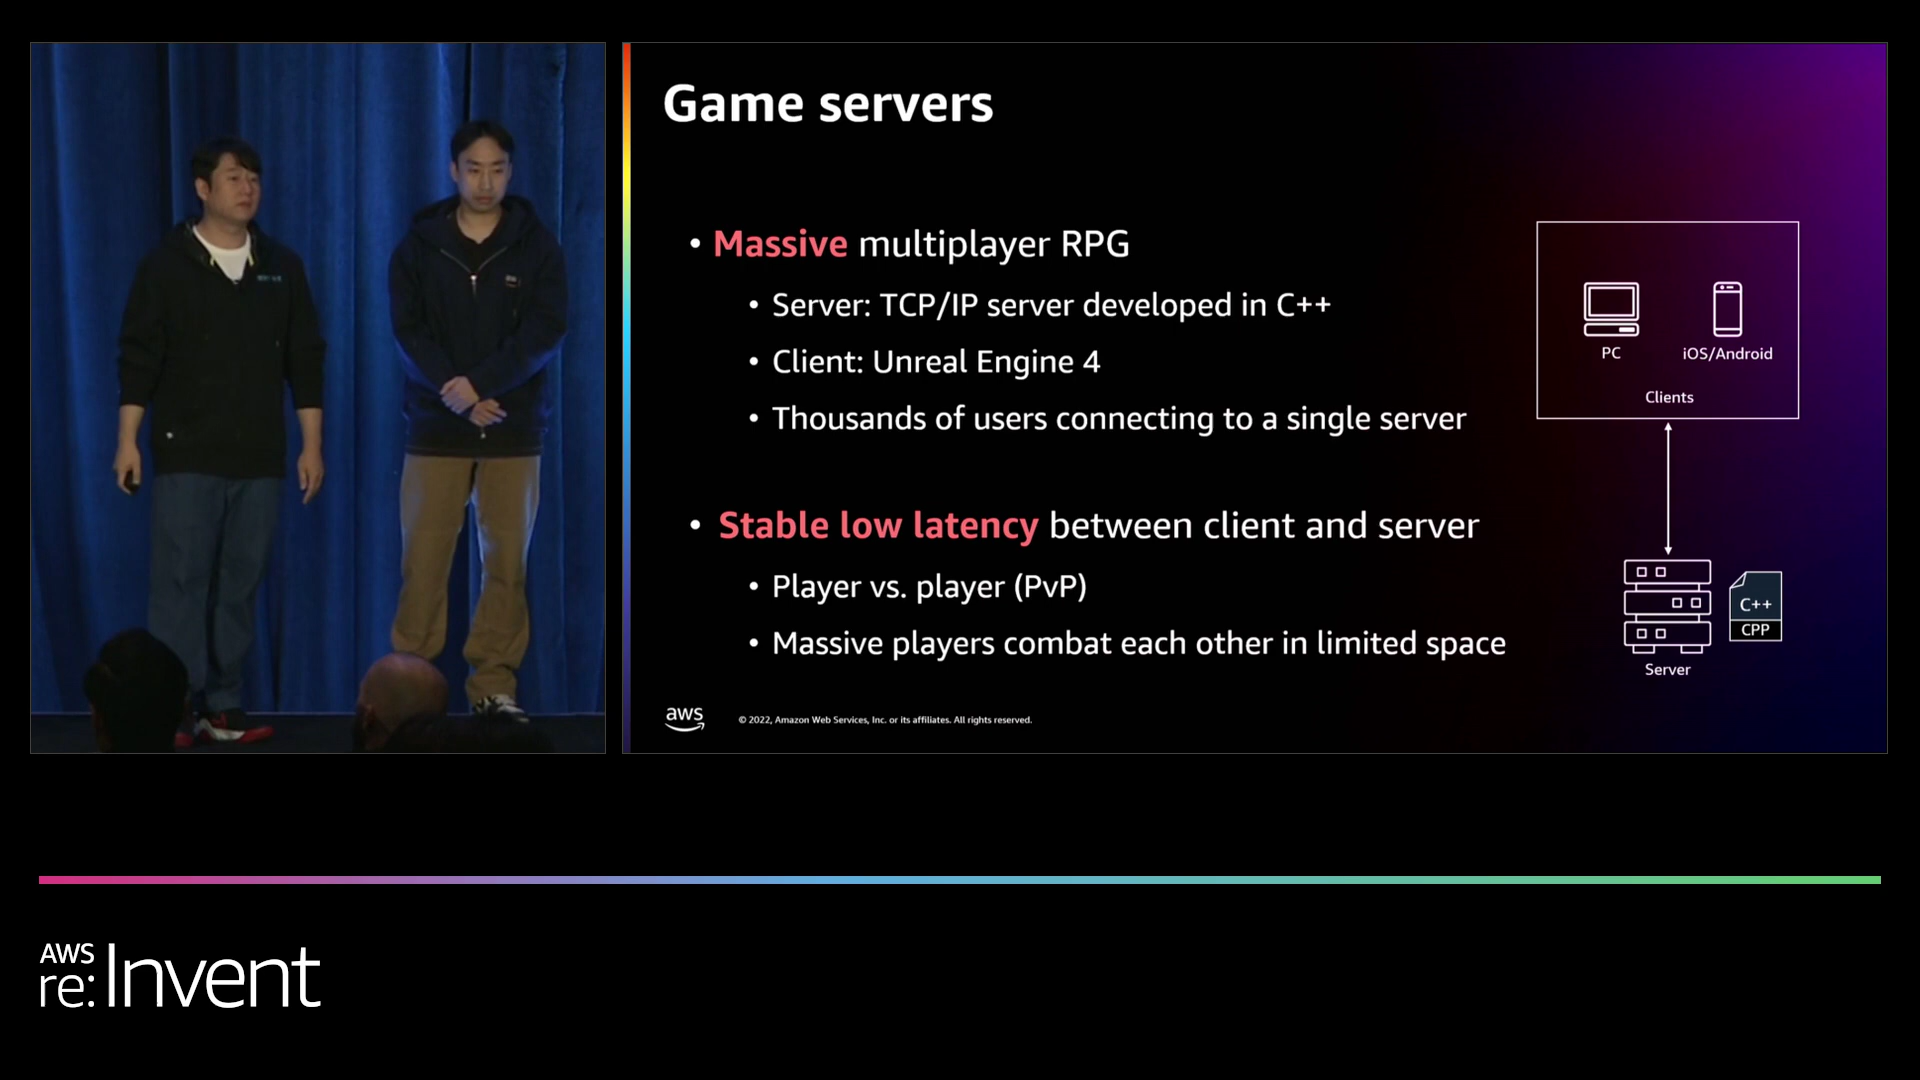 Game servers
• Massive multiplayer RPG
• Server: TCP/IP server developed in C++
• Client: Unreal Engine 4
• Thousands of users connecting to a single server
• Stable low latency between client and server
• Player vs. player (PvP)
• Massive players combat each other in limited space
PC
iOS/Android
Clients
C++
CPP
Server
aws
© 2022, Amazon Web Services, Inc. or its affiliates. All rights reserved.
AWS
re:Invent